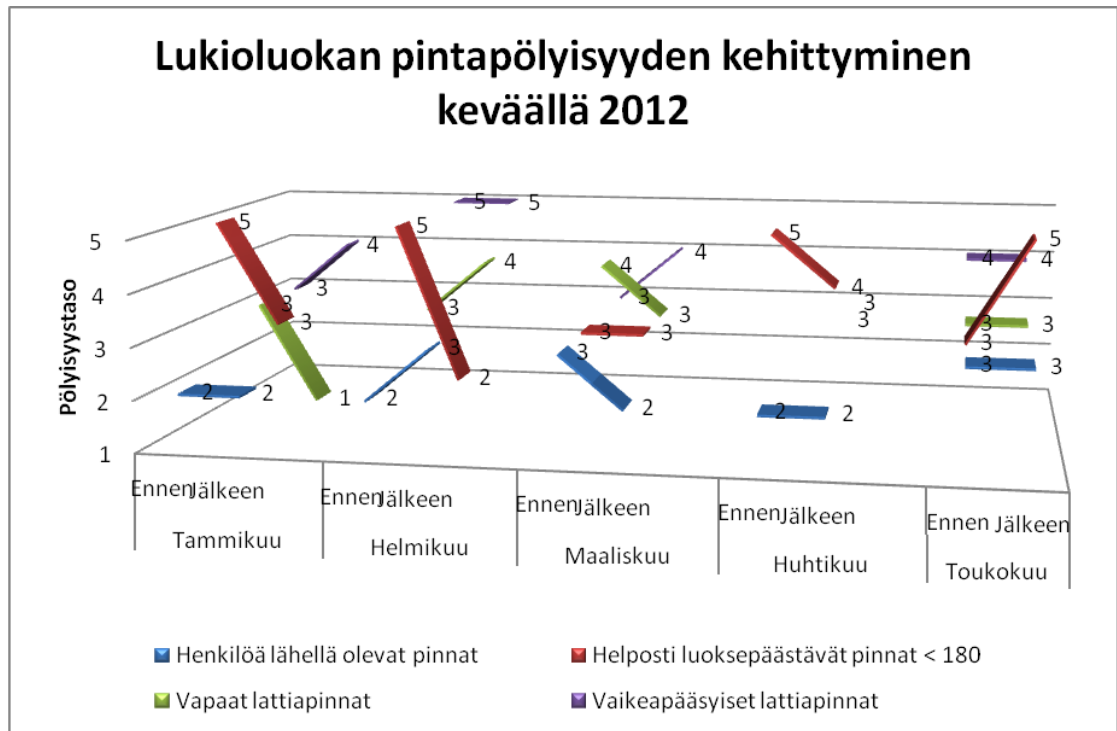 Lukioluokan pintapölyisyyden kehittyminen
keväällä 2012
Pölyisyystaso
5
4
3
2
1
5 5
5 5 5 5
4 4 4 4 4 4
3 3 3 4 3
3 3 3 3 3 3 3
3 3 3
2 2 1 2 2 2 2 2
Ennen Jälkeen Ennen Jälkeen Ennen Jälkeen Ennen Jälkeen Ennen Jälkeen
Tammikuu Helmikuu Maaliskuu Huhtikuu Toukokuu
Henkilöä lähellä olevat pinnat Helposti luoksepäästävät pinnat < 180
Vapaat lattiapinnat Vaikeapääsyiset lattiapinnat